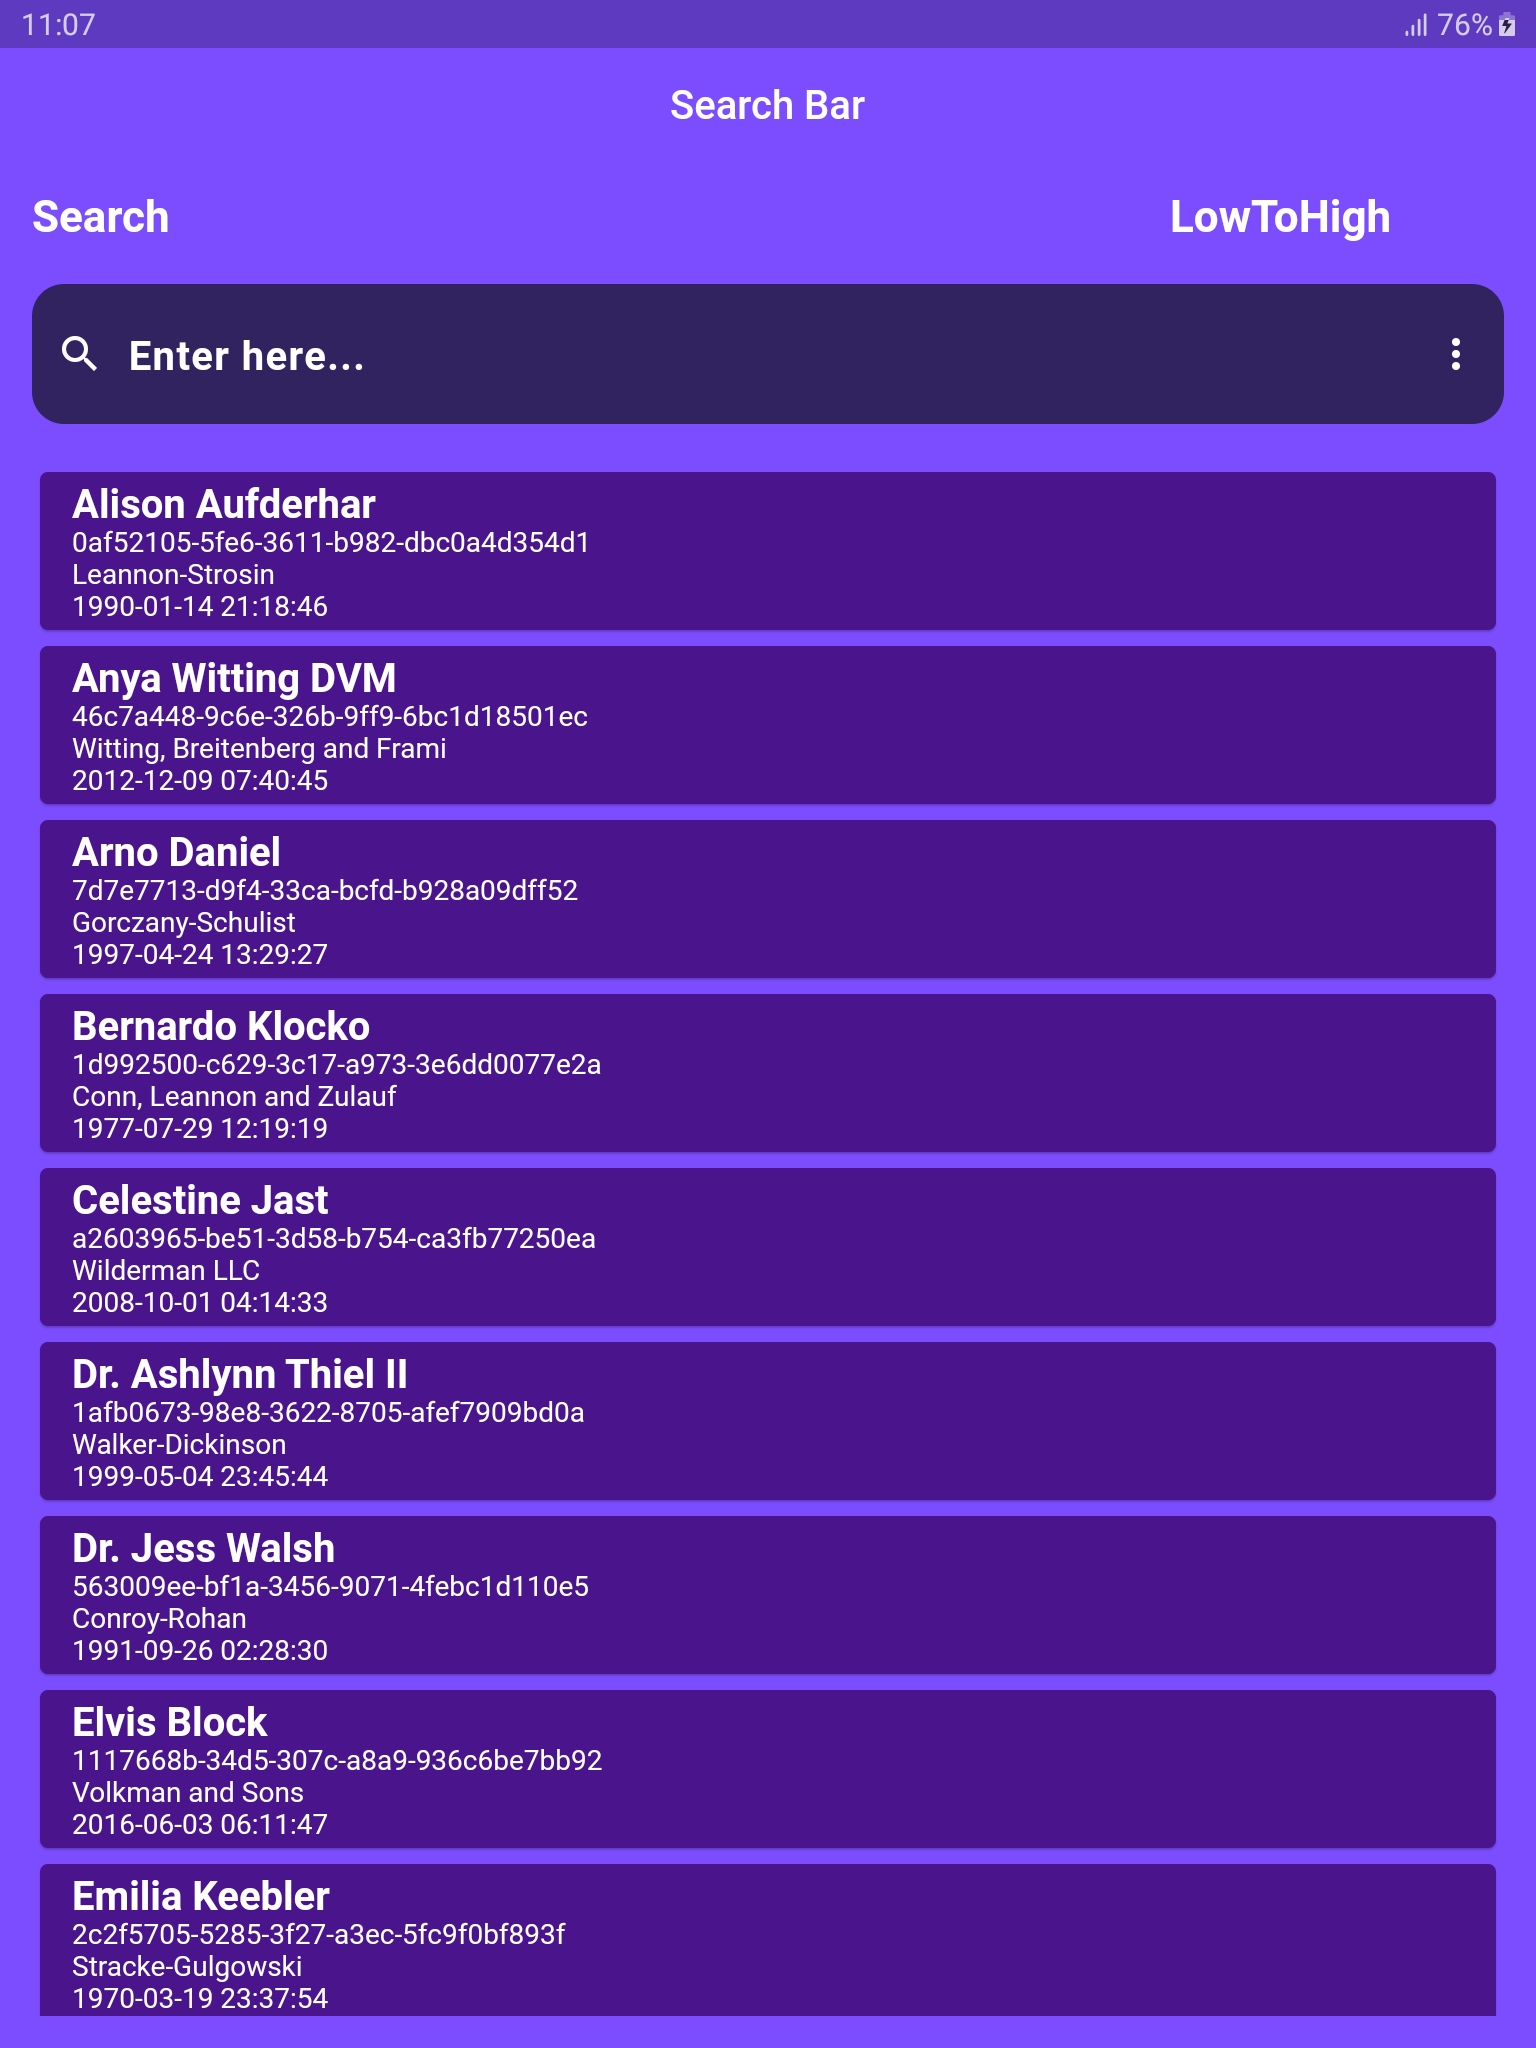 11:07 76%
Search Bar
Search LowToHigh
Enter here...
Alison Aufderhar
0af52105-5fe6-3611-b982-dbc0a4d354d1
Leannon-Strosin
1990-01-14 21:18:46
Anya Witting DVM
46c7a448-9c6e-326b-9ff9-6bc1d18501ec
Witting, Breitenberg and Frami
2012-12-09 07:40:45
Arno Daniel
7d7e7713-d9f4-33ca-bcfd-b928a09dff52
Gorczany-Schulist
1997-04-24 13:29:27
Bernardo Klocko
1d992500-c629-3c17-a973-3e6dd0077e2a
Conn, Leannon and Zulauf
1977-07-29 12:19:19
Celestine Jast
a2603965-be51-3d58-b754-ca3fb77250ea
Wilderman LLC
2008-10-01 04:14:33
Dr. Ashlynn Thiel II
1afb0673-98e8-3622-8705-afef7909bd0a
Walker-Dickinson
1999-05-04 23:45:44
Dr. Jess Walsh
563009ee-bf1a-3456-9071-4febc1d110e5
Conroy-Rohan
1991-09-26 02:28:30
Elvis Block
1117668b-34d5-307c-a8a9-936c6be7bb92
Volkman and Sons
2016-06-03 06:11:47
Emilia Keebler
2c2f5705-5285-3f27-a3ec-5fc9f0bf893f
Stracke-Gulgowski
1970-03-19 23:37:54